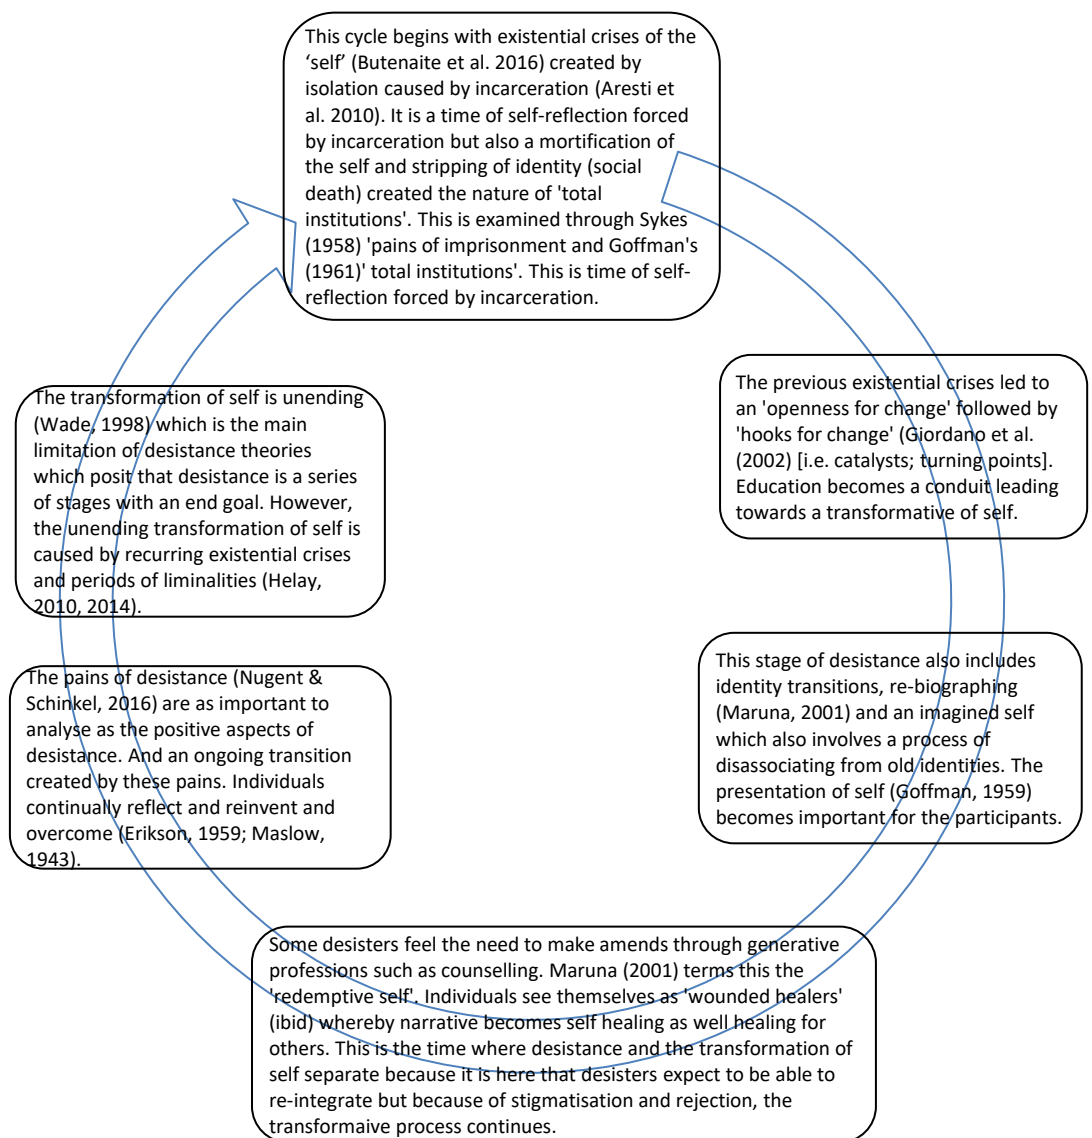 This cycle begins with existential crises of the
‘self’ (Butenaite et al. 2016) created by
isolation caused by incarceration (Aresti et
al. 2010). It is a time of self-reflection forced
by incarceration but also a mortification of
the self and stripping of identity (social
death) created the nature of 'total
institutions'. This is examined through Sykes
(1958) 'pains of imprisonment and Goffman's
(1961)' total institutions'. This is time of self-
reflection forced by incarceration.
The previous existential crises led to
an 'openness for change' followed by
'hooks for change' (Giordano et al.
(2002) [i.e. catalysts; turning points].
Education becomes a conduit leading
towards a transformative of self.
This stage of desistance also includes
identity transitions, re-biographing
(Maruna, 2001) and an imagined self
which also involves a process of
disassociating from old identities. The
presentation of self (Goffman, 1959)
becomes important for the participants.
Some desisters feel the need to make amends through generative
professions such as counselling. Maruna (2001) terms this the
'redemptive self'. Individuals see themselves as 'wounded healers'
(ibid) whereby narrative becomes self healing as well healing for
others. This is the time where desistance and the transformation of
self separate because it is here that desisters expect to be able to
re-integrate but because of stigmatisation and rejection, the
transformaive process continues.
The pains of desistance (Nugent &
Schinkel, 2016) are as important to
analyse as the positive aspects of
desistance. And an ongoing transition
created by these pains. Individuals
continually reflect and reinvent and
overcome (Erikson, 1959; Maslow,
1943).
The transformation of self is unending
(Wade, 1998) which is the main
limitation of desistance theories
which posit that desistance is a series
of stages with an end goal. However,
the unending transformation of self is
caused by recurring existential crises
and periods of liminalities (Helay,
2010, 2014).